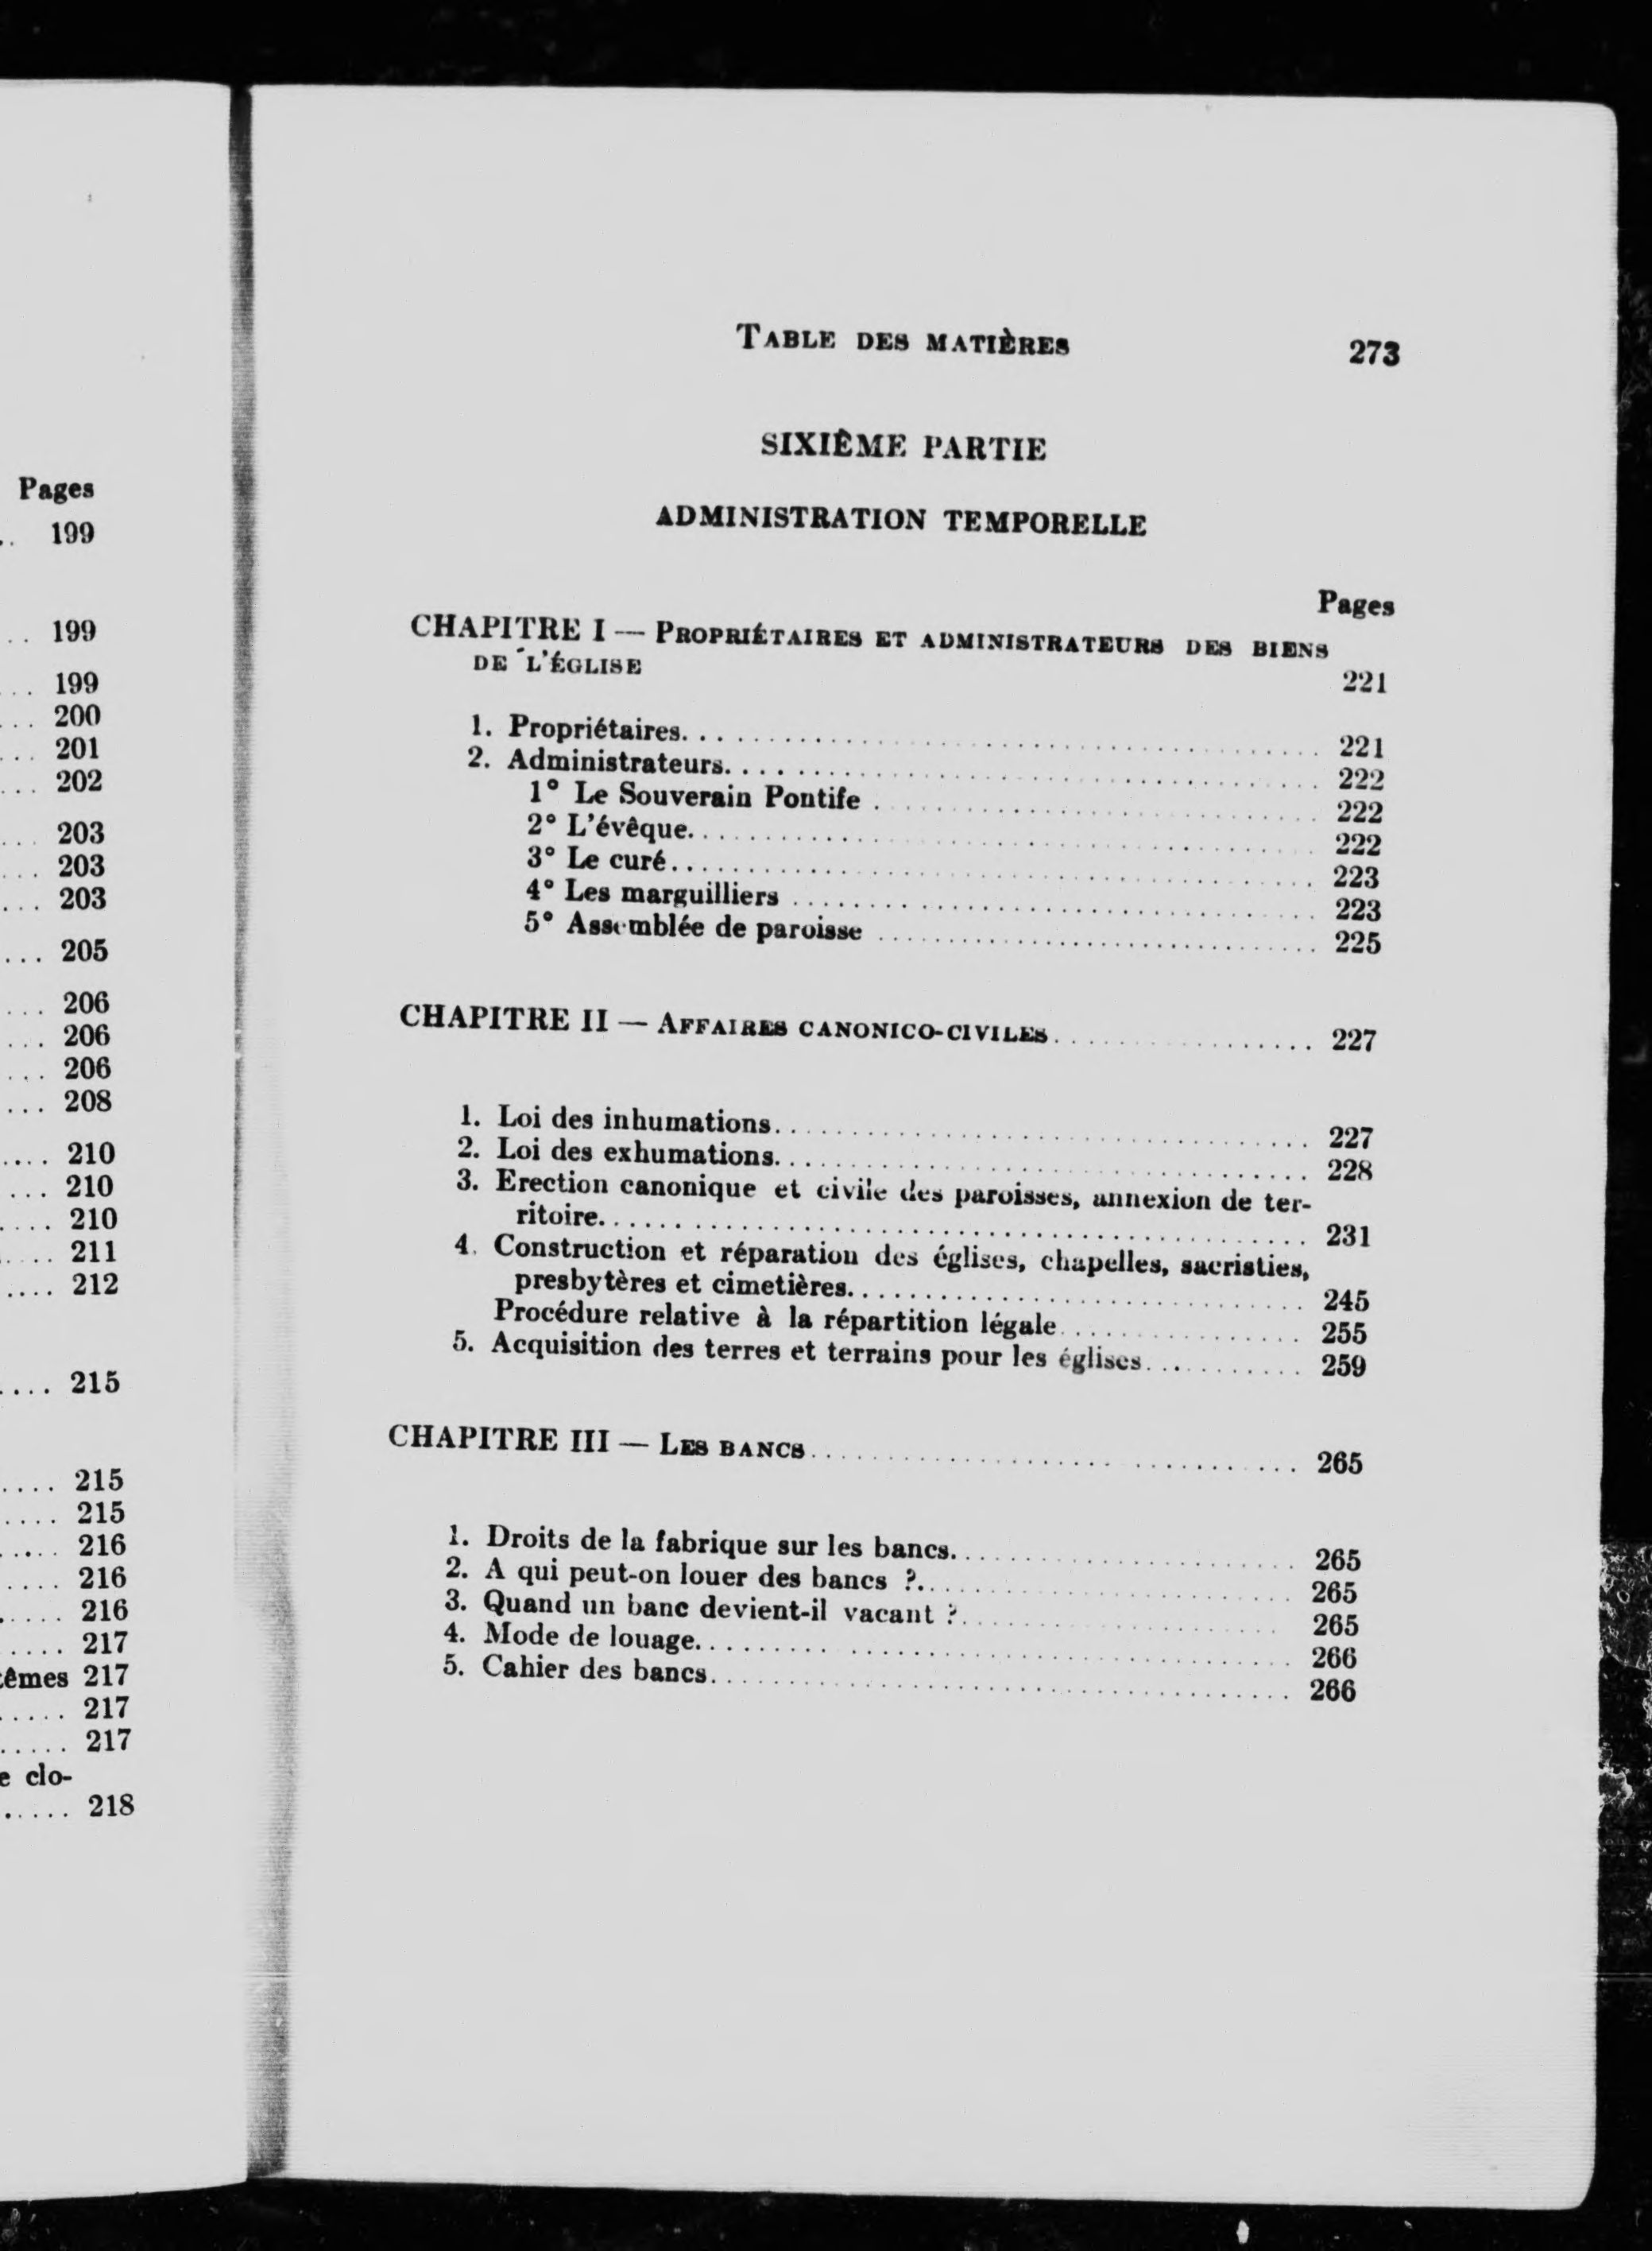 Pages
.. 199
.. 199
... 199
... 200
... 201
... 202
... 203
... 203
... 203
... 205
... 206
... 206
... 206
... 208
.... 210
... 210
.... 210
..... 211
.... 212
.... 215
.... 215
.... 215
..... 216
.... 216
..... 216
..... 217
têmes 217
..... 217
..... 217
e clo-
..... 218
TABLE DES MATIÈRES 273
SIXIÈME PARTIE
ADMINISTRATION TEMPORELLE
Pages
CHAPITRE I — PROPRIÉTAIRES ET ADMINISTRATEURS DES BIENS
DE L'ÉGLISE 221
1. Propriétaires........................................ 221
2. Administrateurs...................................... 222
1° Le Souverain Pontife ............................ 222
2° L'évêque........................................ 222
3° Le curé......................................... 223
4° Les marguilliers ................................ 223
5° Assemblée de paroisse ........................... 225
CHAPITRE II — AFFAIRES CANONICO-CIVILES.................. 227
1. Loi des inhumations.................................. 227
2. Loi des exhumations.................................. 228
3. Erection canonique et civile des paroisses, annexion de ter-
ritoire............................................. 231
4. Construction et réparation des églises, chapelles, sacristies,
presbytères et cimetières............................ 245
Procédure relative à la répartition légale................ 255
5. Acquisition des terres et terrains pour les églises........... 259
CHAPITRE III — LES BANCS................................ 265
1. Droits de la fabrique sur les bancs........................ 265
2. A qui peut-on louer des bancs ?.......................... 265
3. Quand un banc devient-il vacant ?....................... 265
4. Mode de louage....................................... 266
5. Cahier des bancs...................................... 266